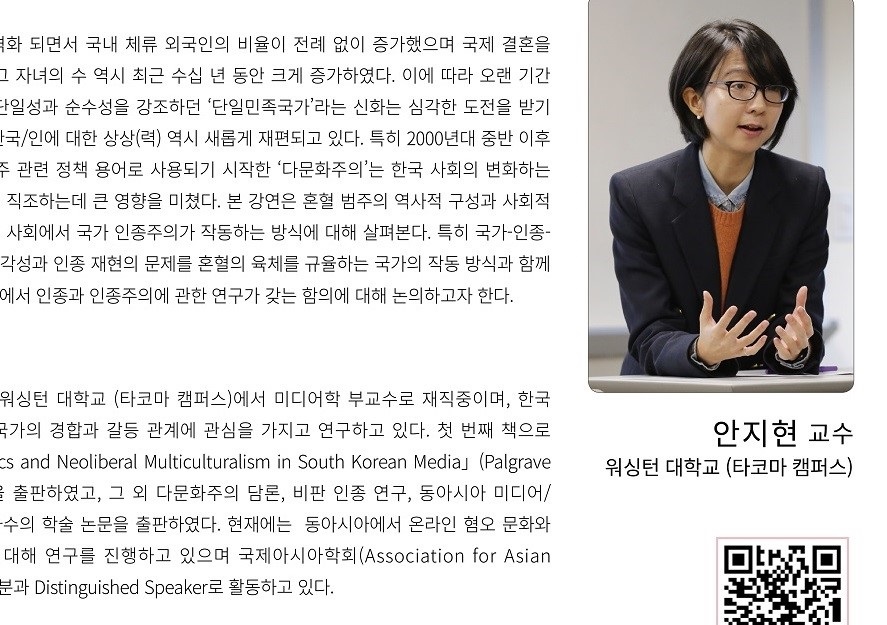 화 되면서 국내 체류 외국인의 비율이 전례 없이 증가했으며 국제 결혼을
그 자녀의 수 역시 최근 수십 년 동안 크게 증가하였다. 이에 따라 오랜 기간
단일성과 순수성을 강조하던 ‘단일민족국가’라는 신화는 심각한 도전을 받기
한국/인에 대한 상상(력) 역시 새롭게 재편되고 있다. 특히 2000년대 중반 이후
주 관련 정책 용어로 사용되기 시작한 ‘다문화주의’는 한국 사회의 변화하는
직조하는데 큰 영향을 미쳤다. 본 강연은 혼혈 범주의 역사적 구성과 사회적
사회에서 국가 인종주의가 작동하는 방식에 대해 살펴본다. 특히 국가-인종-
각성과 인종 재현의 문제를 혼혈의 육체를 규율하는 국가의 작동 방식과 함께
에서 인종과 인종주의에 관한 연구가 갖는 함의에 대해 논의하고자 한다.
워싱턴 대학교 (타코마 캠퍼스)에서 미디어학 부교수로 재직중이며, 한국
국가의 경합과 갈등 관계에 관심을 가지고 연구하고 있다. 첫 번째 책으로
cs and Neoliberal Multiculturalism in South Korean Media」(Palgrave
을 출판하였고, 그 외 다문화주의 담론, 비판 인종 연구, 동아시아 미디어/
다수의 학술 논문을 출판하였다. 현재에는 동아시아에서 온라인 혐오 문화와
대해 연구를 진행하고 있으며 국제아시아학회(Association for Asian
분과 Distinguished Speaker로 활동하고 있다.
안지현 교수
워싱턴 대학교 (타코마 캠퍼스)